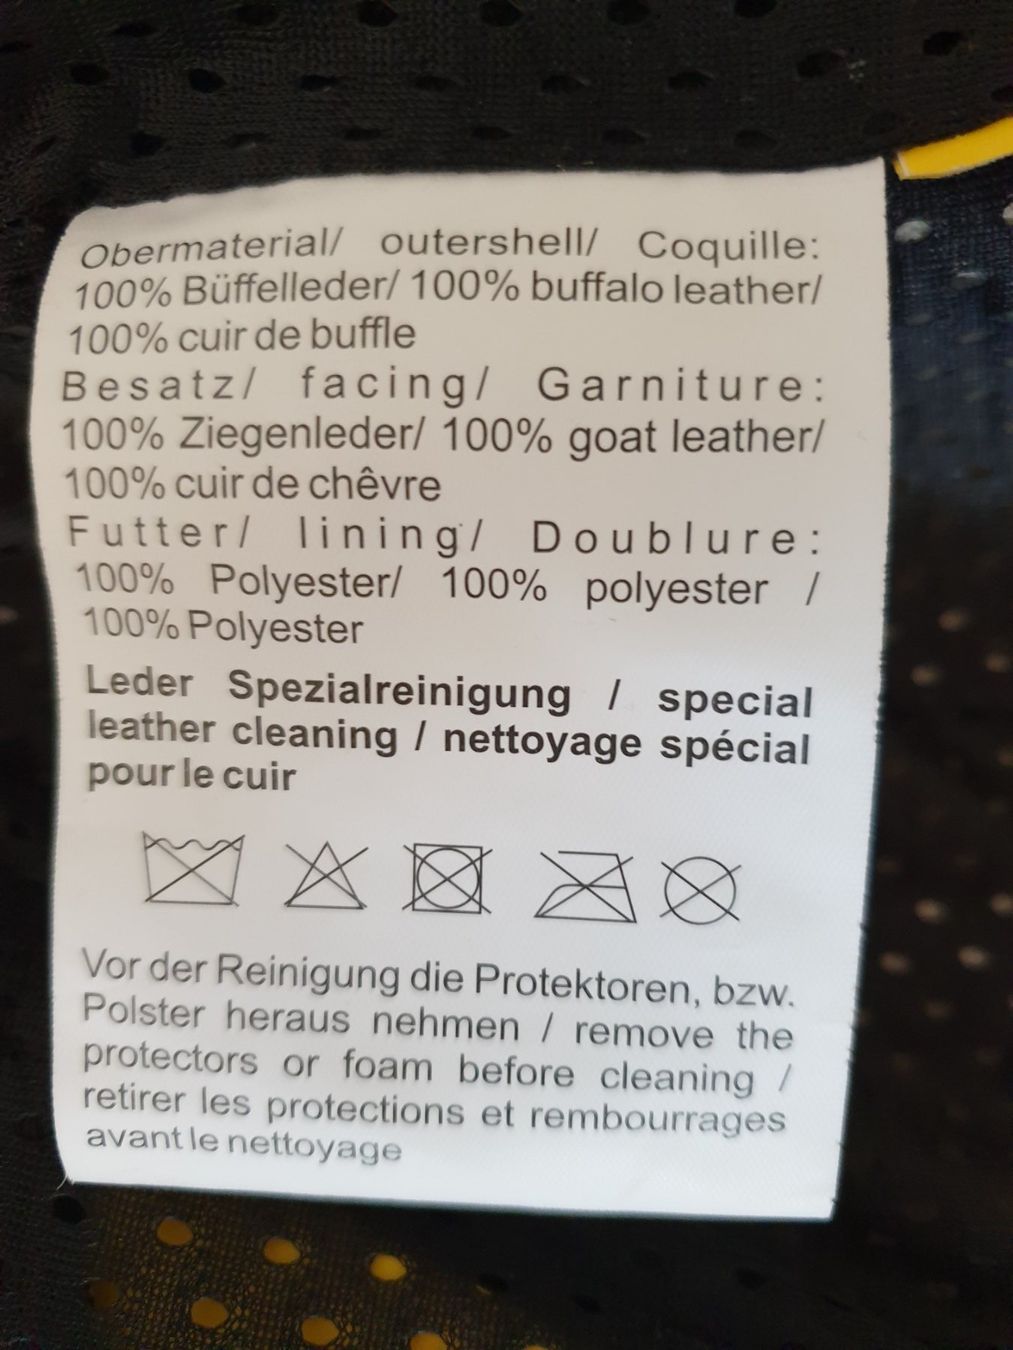 Obermaterial/ outershell/ Coquille:
100% Büffelleder/ 100% buffalo leather/
100% cuir de buffle
Besatz/ facing/ Garniture:
100% Ziegenleder/ 100% goat leather/
100% cuir de chêvre
Futter/ lining/ Doublure:
100% Polyester/ 100% polyester /
100% Polyester
Leder Spezialreinigung / special
leather cleaning / nettoyage spécial
pour le cuir
Vor der Reinigung die Protektoren, bzw.
Polster heraus nehmen / remove the
protectors or foam before cleaning /
retirer les protections et rembourrages
avant le nettoyage